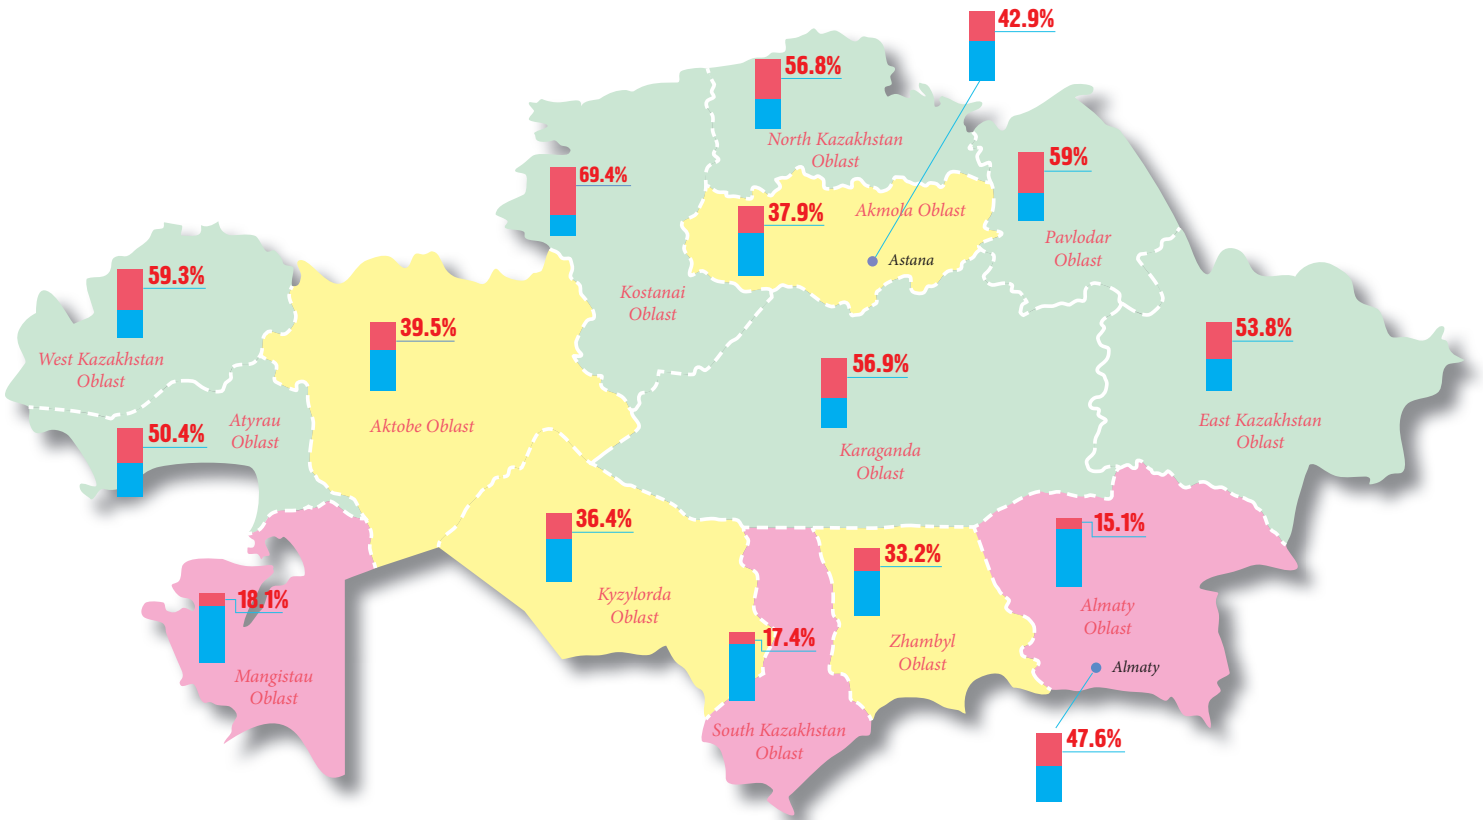 42.9%
56.8%
North Kazakhstan
Oblast
59%
69.4%
37.9%
Akmola Oblast
Pavlodar
Oblast
Astana
59.3%
Kostanai
Oblast
39.5%
53.8%
West Kazakhstan
Oblast
56.9%
Atyrau
Oblast
Aktobe Oblast
East Kazakhstan
Oblast
50.4%
Karaganda
Oblast
36.4%
15.1%
33.2%
18.1%
Kyzylorda
Oblast
Almaty
Oblast
17.4%
Zhambyl
Oblast
Almaty
Mangistau
Oblast
South Kazakhstan
Oblast
47.6%